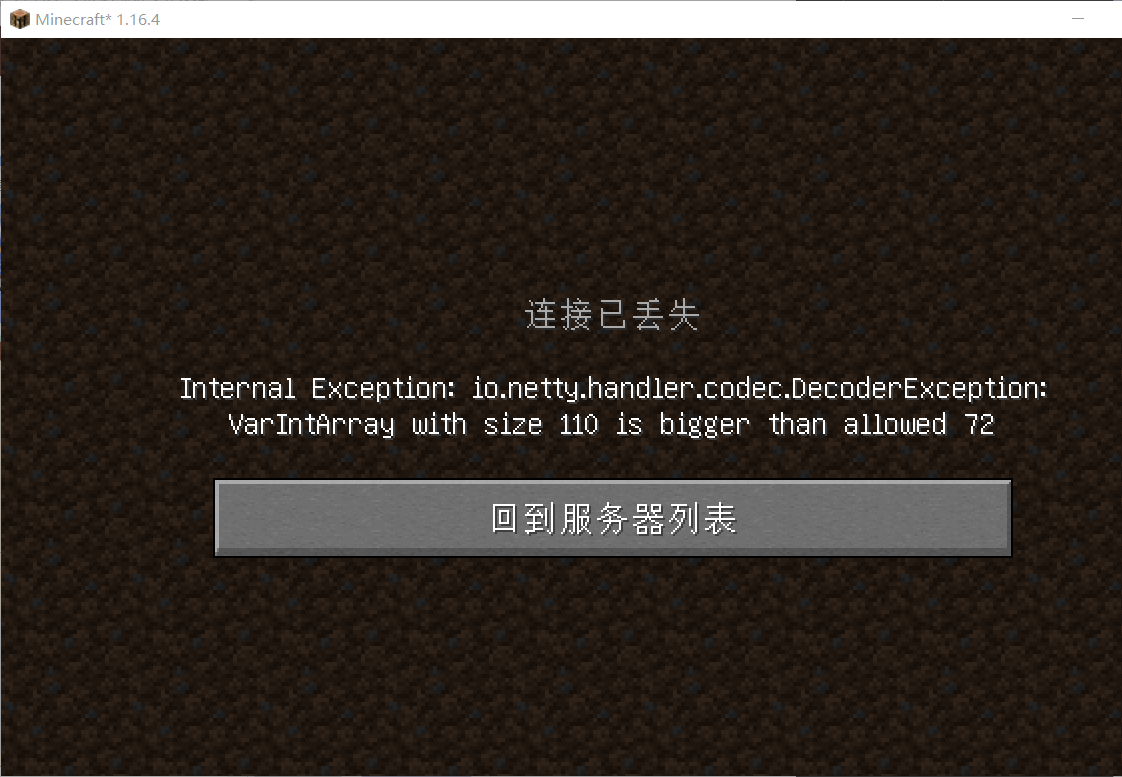 Minecraft* 1.16.4
连接已丢失
Internal Exception: io.netty.handler.codec.DecoderException:
VarIntArray with size 110 is bigger than allowed 72
回到服务器列表